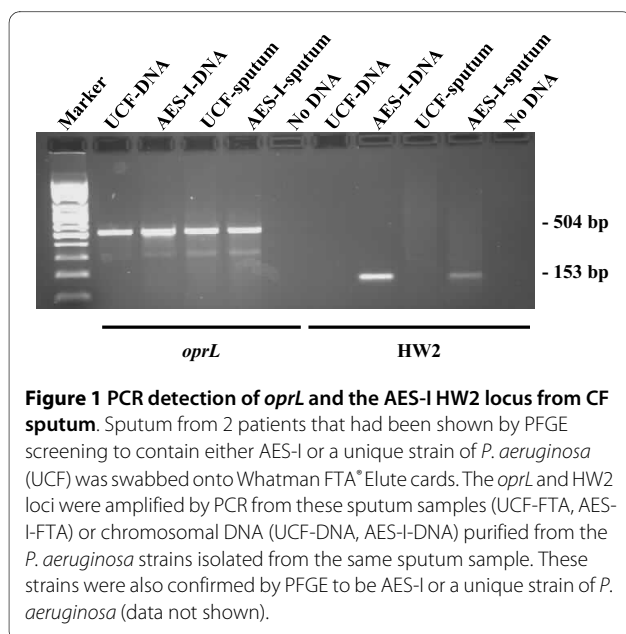 Marker
UCF-DNA
AES-I-DNA
UCF-sputum
AES-I-sputum
No DNA
UCF-DNA
AES-I-DNA
UCF-sputum
AES-I-sputum
No DNA
- 504 bp
- 153 bp
oprL
HW2
Figure 1 PCR detection of oprL and the AES-I HW2 locus from CF
sputum. Sputum from 2 patients that had been shown by PFGE
screening to contain either AES-I or a unique strain of P. aeruginosa
(UCF) was swabbed onto Whatman FTA® Elute cards. The oprL and HW2
loci were amplified by PCR from these sputum samples (UCF-FTA, AES-
I-FTA) or chromosomal DNA (UCF-DNA, AES-I-DNA) purified from the
P. aeruginosa strains isolated from the same sputum sample. These
strains were also confirmed by PFGE to be AES-I or a unique strain of P.
aeruginosa (data not shown).